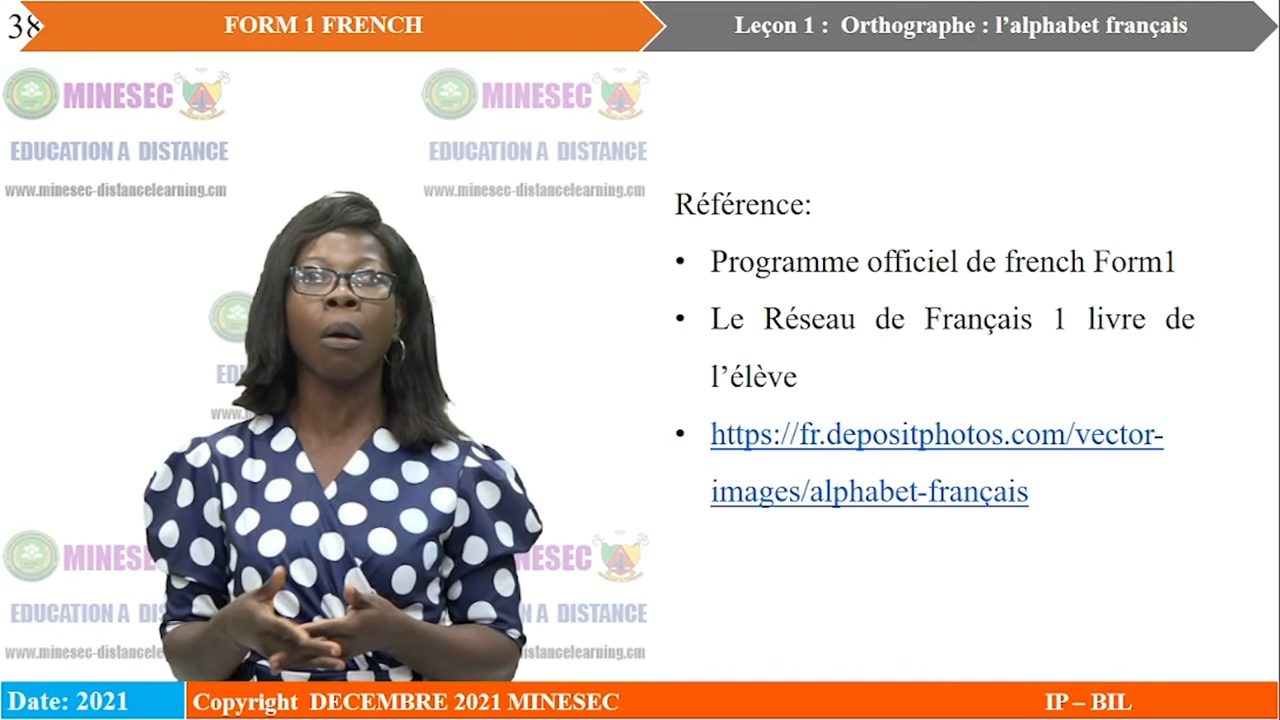 38
FORM 1 FRENCH
Leçon 1 : Orthographe : l’alphabet français
MINESEC
MINESEC
EDUCATION A DISTANCE
EDUCATION A DISTANCE
www.minesec-distancelearning.cm
www.minesec-distancelearning.cm
Référence:
• Programme officiel de french Form1
• Le Réseau de Français 1 livre de
l’élève
• https://fr.depositphotos.com/vector-
images/alphabet-français
MINESEC
EDUCATION A
DISTANCE
www.minesec-distancelearning.cm
Date: 2021
Copyright DECEMBRE 2021 MINESEC
IP – BIL